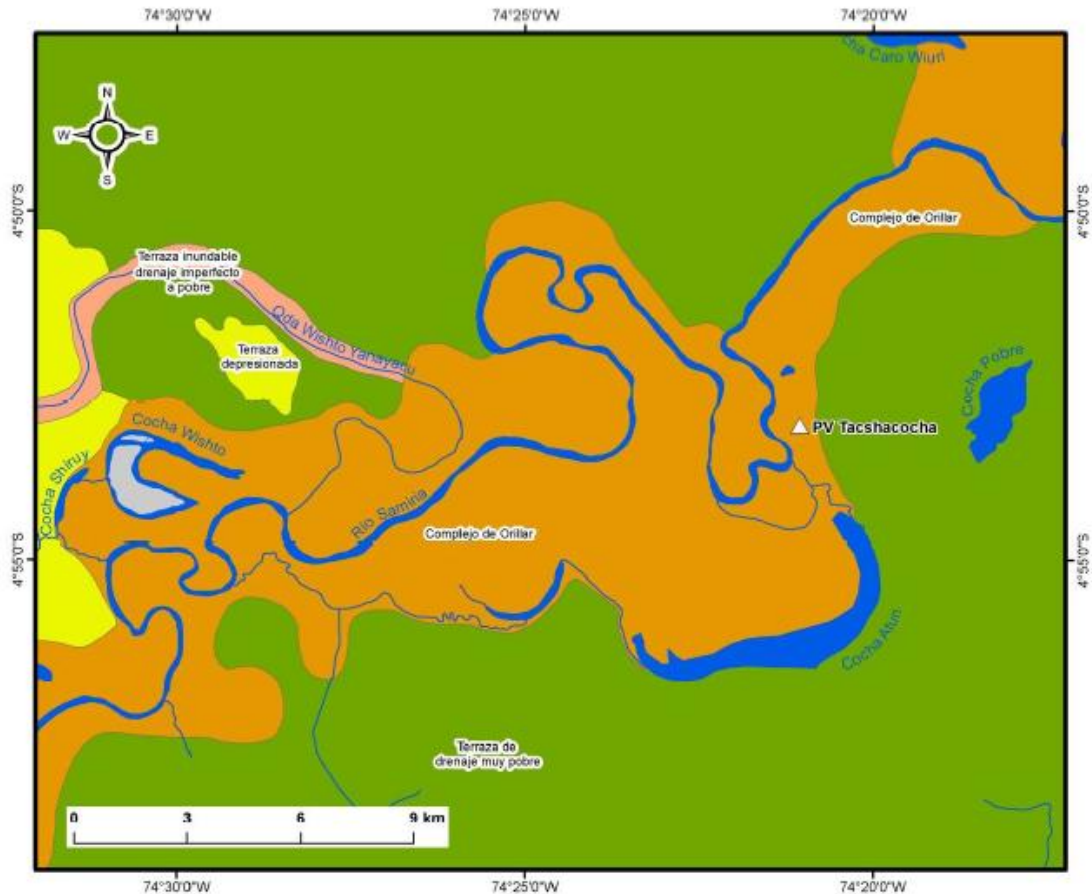 74°30'0"W
74°25'0"W
74°20'0"W
cha Caro Wiuri
N
W
E
S
4°50'0"S
4°50'0"S
Complejo de Orillar
Terraza inundable
drenaje imperfecto
a pobre
Qda Wishto Yanayacu
Terraza
depresionada
Cocha Pobre
Cocha Wishto
PV Tacshacocha
Cocha Shiruy
Rio Samiria
Complejo de Orillar
4°55'0"S
4°55'0"S
Cocha Atun
Terraza de
drenaje muy pobre
0
3
6
9 km
74°30'0"W
74°25'0"W
74°20'0"W